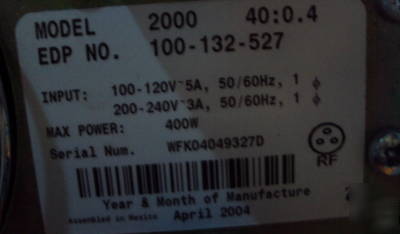 MODEL 2000 40:0.4
EDP NO. 100-132-527
INPUT: 100-120V~5A, 50/60Hz, 1 ϕ
200-240V~3A, 50/60Hz, 1 ϕ
MAX POWER: 400W
Serial Num. WFK04049327D
RF
Year & Month of Manufacture
Assembled in Mexico April 2004